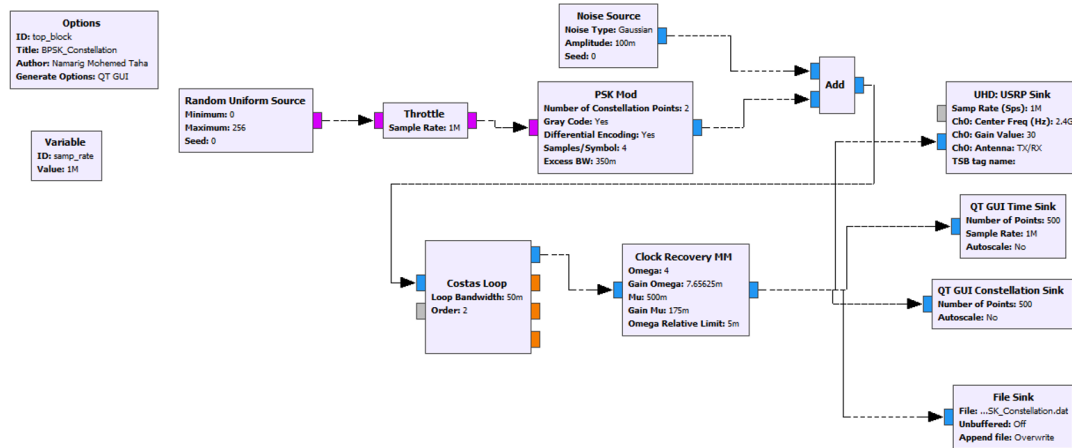 Options
ID: top_block
Title: BPSK_Constellation
Author: Namarig Mohemed Taha
Generate Options: QT GUI
Variable
ID: samp_rate
Value: 1M
Random Uniform Source
Minimum: 0
Maximum: 256
Seed: 0
Throttle
Sample Rate: 1M
Noise Source
Noise Type: Gaussian
Amplitude: 100m
Seed: 0
PSK Mod
Number of Constellation Points: 2
Gray Code: Yes
Differential Encoding: Yes
Samples/Symbol: 4
Excess BW: 350m
Add
UHD: USRP Sink
Samp Rate (Sps): 1M
Ch0: Center Freq (Hz): 2.4G
Ch0: Gain Value: 30
Ch0: Antenna: TX/RX
TSB tag name:
Costas Loop
Loop Bandwidth: 50m
Order: 2
Clock Recovery MM
Omega: 4
Gain Omega: 7.65625m
Mu: 500m
Gain Mu: 175m
Omega Relative Limit: 5m
QT GUI Time Sink
Number of Points: 500
Sample Rate: 1M
Autoscale: No
QT GUI Constellation Sink
Number of Points: 500
Autoscale: No
File Sink
File: ...SK_Constellation.dat
Unbuffered: Off
Append file: Overwrite